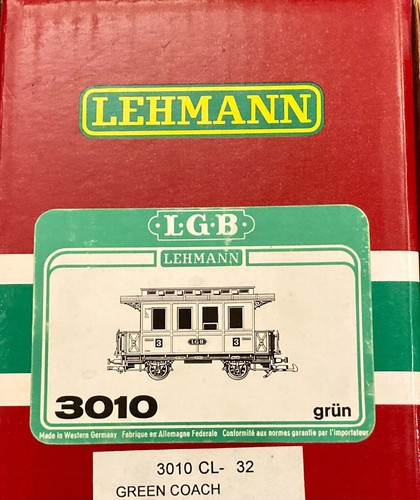 LEHMANN
L·G·B
LEHMANN
3 LGB 3
3010 grün
Made in Western Germany Fabrique en Allemagne Federale Conformité aux normes garantie par l'importateur
3010 CL- 32
GREEN COACH